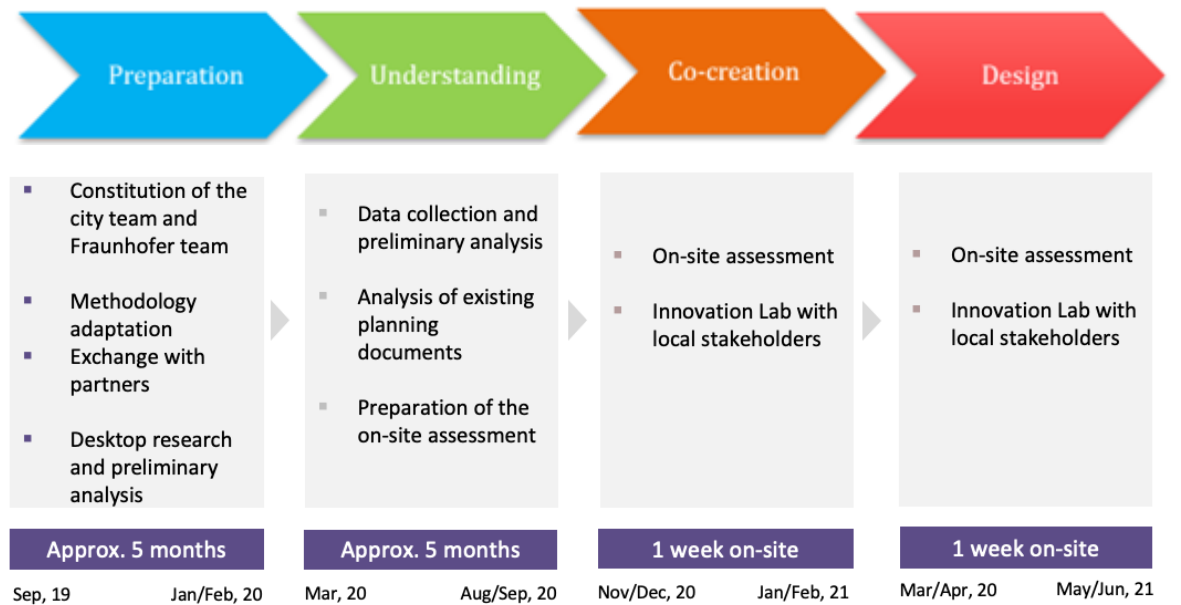 Preparation
Understanding
Co-creation
Design
Constitution of the
city team and
Fraunhofer team
Methodology
adaptation
Exchange with
partners
Desktop research
and preliminary
analysis
Data collection and
preliminary analysis
Analysis of existing
planning
documents
Preparation of the
on-site assessment
On-site assessment
Innovation Lab with
local stakeholders
On-site assessment
Innovation Lab with
local stakeholders
Approx. 5 months
Approx. 5 months
1 week on-site
1 week on-site
Sep, 19
Jan/Feb, 20
Mar, 20
Aug/Sep, 20
Nov/Dec, 20
Jan/Feb, 21
Mar/Apr, 20
May/Jun, 21